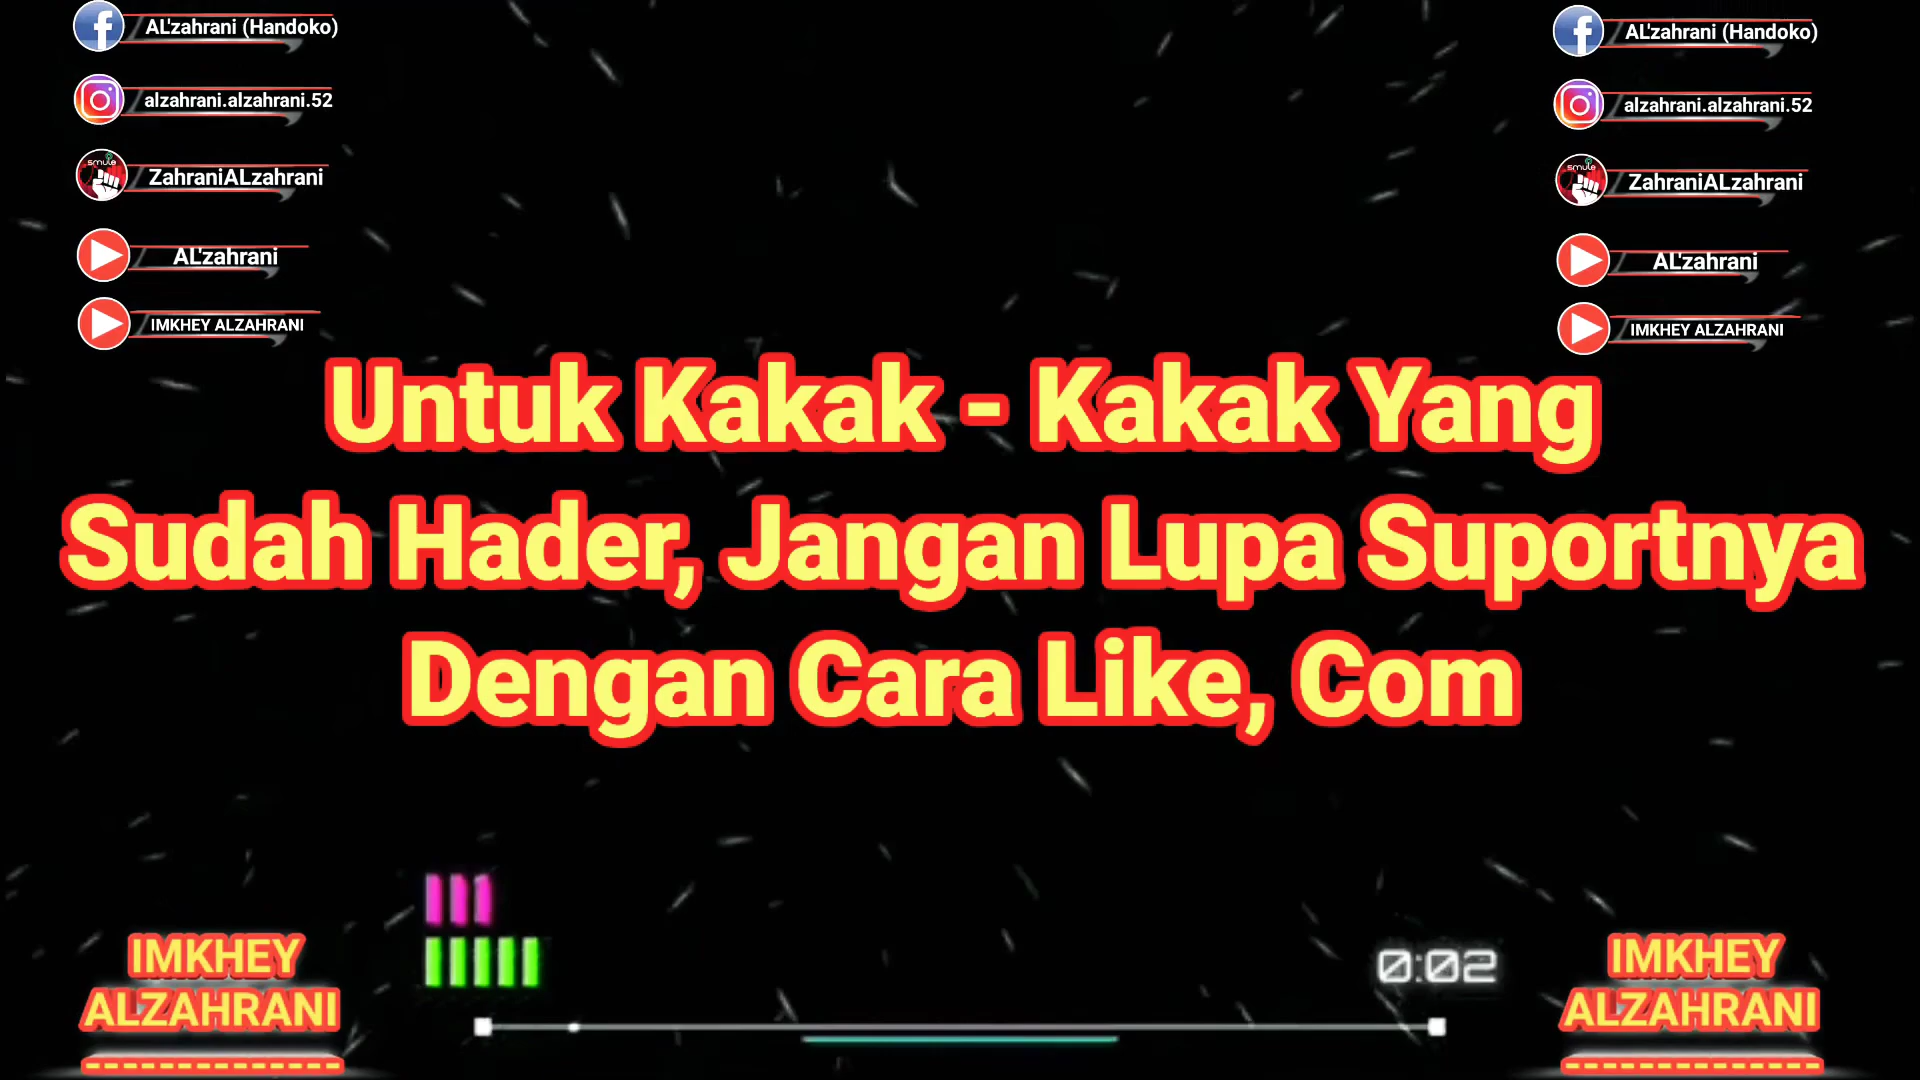 AL'zahrani (Handoko)
alzahrani.alzahrani.52
smule
ZahraniALzahrani
AL'zahrani
IMKHEY ALZAHRANI
AL'zahrani (Handoko)
alzahrani.alzahrani.52
smule
ZahraniALzahrani
AL'zahrani
IMKHEY ALZAHRANI
Untuk Kakak - Kakak Yang
Sudah Hader, Jangan Lupa Suportnya
Dengan Cara Like, Com
IMKHEY
ALZAHRANI
0:02
IMKHEY
ALZAHRANI